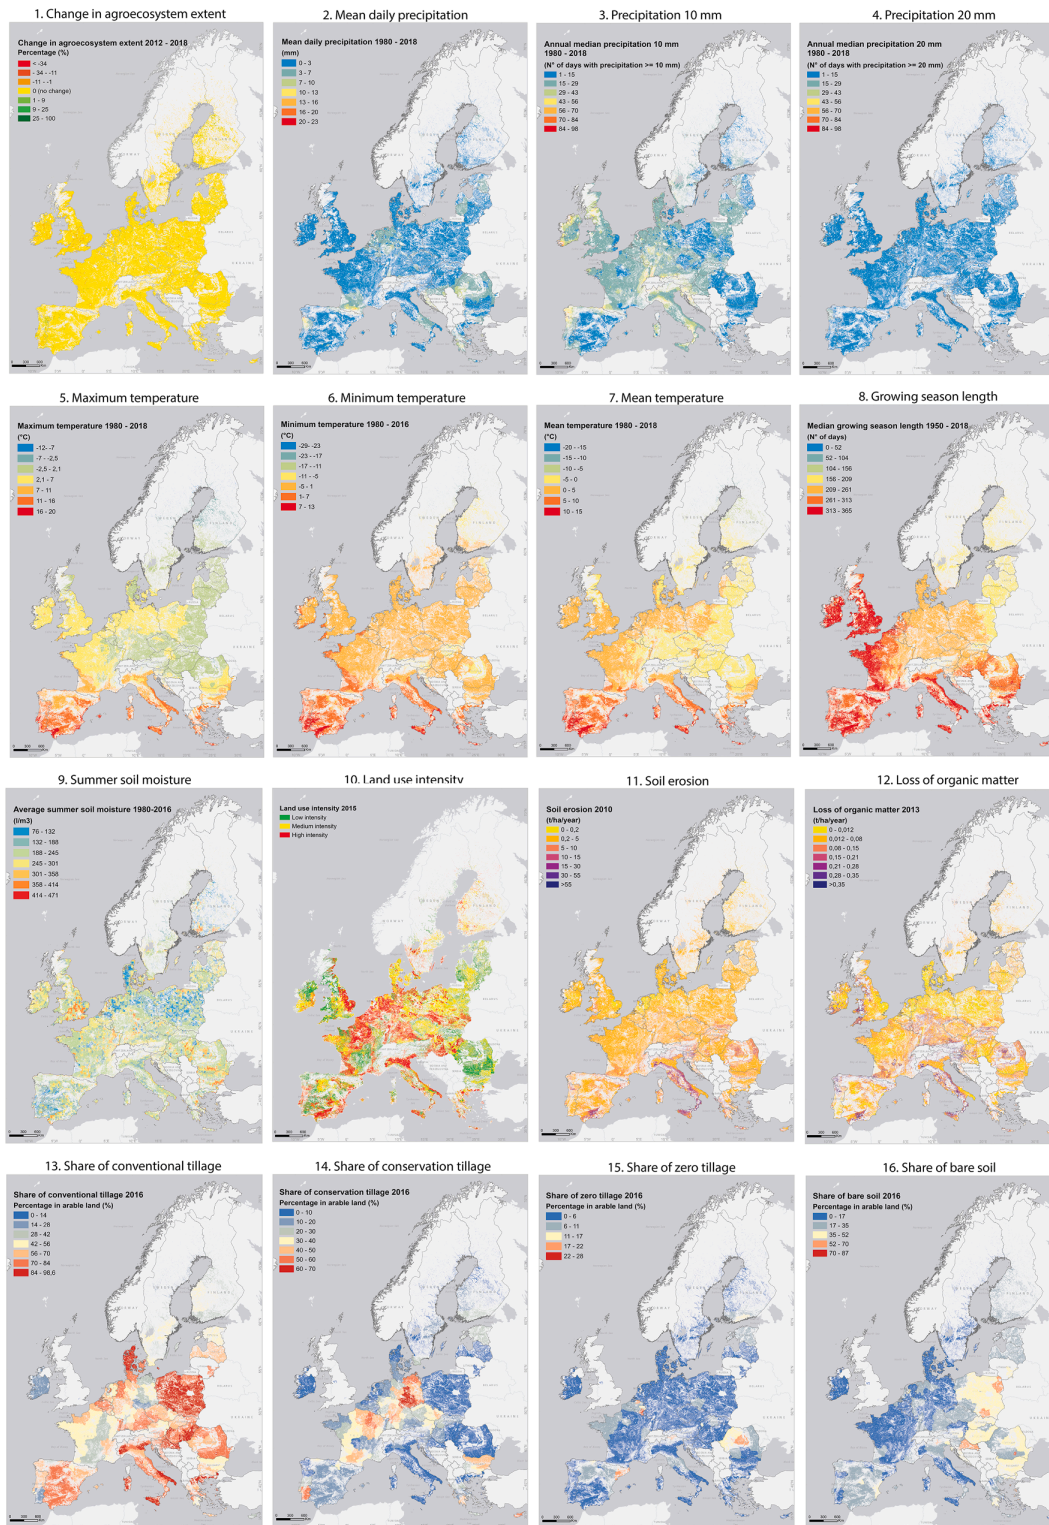 1. Change in agroecosystem extent
Change in agroecosystem extent 2012 - 2018
Percentage (%)
< -34
- 34 - -11
-11 - -1
0 (no change)
1 - 9
9 - 25
25 - 100
2. Mean daily precipitation
Mean daily precipitation 1980 - 2018
(mm)
0 - 3
3 - 7
7 - 10
10 - 13
13 - 16
16 - 20
20 - 23
3. Precipitation 10 mm
Annual median precipitation 10 mm
1980 - 2018
(N° of days with precipitation >= 10 mm)
1 - 15
15 - 29
29 - 43
43 - 56
56 - 70
70 - 84
84 - 98
4. Precipitation 20 mm
Annual median precipitation 20 mm
1980 - 2018
(N° of days with precipitation >= 20 mm)
1 - 15
15 - 29
29 - 43
43 - 56
56 - 70
70 - 84
84 - 98
5. Maximum temperature
Maximum temperature 1980 - 2018
(°C)
-12- -7
-7 - -2,5
-2,5 - 2,1
2,1 - 7
7 - 11
11 - 16
16 - 20
6. Minimum temperature
Minimum temperature 1980 - 2016
(°C)
-29- -23
-23 - -17
-17 - -11
-11 - -5
-5 - 1
1- 7
7 - 13
7. Mean temperature
Mean temperature 1980 - 2018
(°C)
-20 - -15
-15 - -10
-10 - -5
-5 - 0
0 - 5
5 - 10
10 - 15
8. Growing season length
Median growing season length 1950 - 2018
(N° of days)
0 - 52
52 - 104
104 - 156
156 - 209
209 - 261
261 - 313
313 - 365
9. Summer soil moisture
Average summer soil moisture 1980-2016
(l/m3)
76 - 132
132 - 188
188 - 245
245 - 301
301 - 358
358 - 414
414 - 471
10. Land use intensity
Land use intensity 2015
Low intensity
Medium intensity
High intensity
11. Soil erosion
Soil erosion 2010
(t/ha/year)
0 - 0,2
0,2 - 5
5 - 10
10 - 15
15 - 30
30 - 55
>55
12. Loss of organic matter
Loss of organic matter 2013
(t/ha/year)
0 - 0,012
0,012 - 0,08
0,08 - 0,15
0,15 - 0,21
0,21 - 0,28
0,28 - 0,35
>0,35
13. Share of conventional tillage
Share of conventional tillage 2016
Percentage in arable land (%)
0 - 14
14 - 28
28 - 42
42 - 56
56 - 70
70 - 84
84 - 98,6
14. Share of conservation tillage
Share of conservation tillage 2016
Percentage in arable land (%)
0 - 10
10 - 20
20 - 30
30 - 40
40 - 50
50 - 60
60 - 70
15. Share of zero tillage
Share of zero tillage 2016
Percentage in arable land (%)
0 - 6
6 - 11
11 - 17
17 - 22
22 - 28
16. Share of bare soil
Share of bare soil 2016
Percentage in arable land (%)
0 - 17
17 - 35
35 - 52
52 - 70
70 - 87